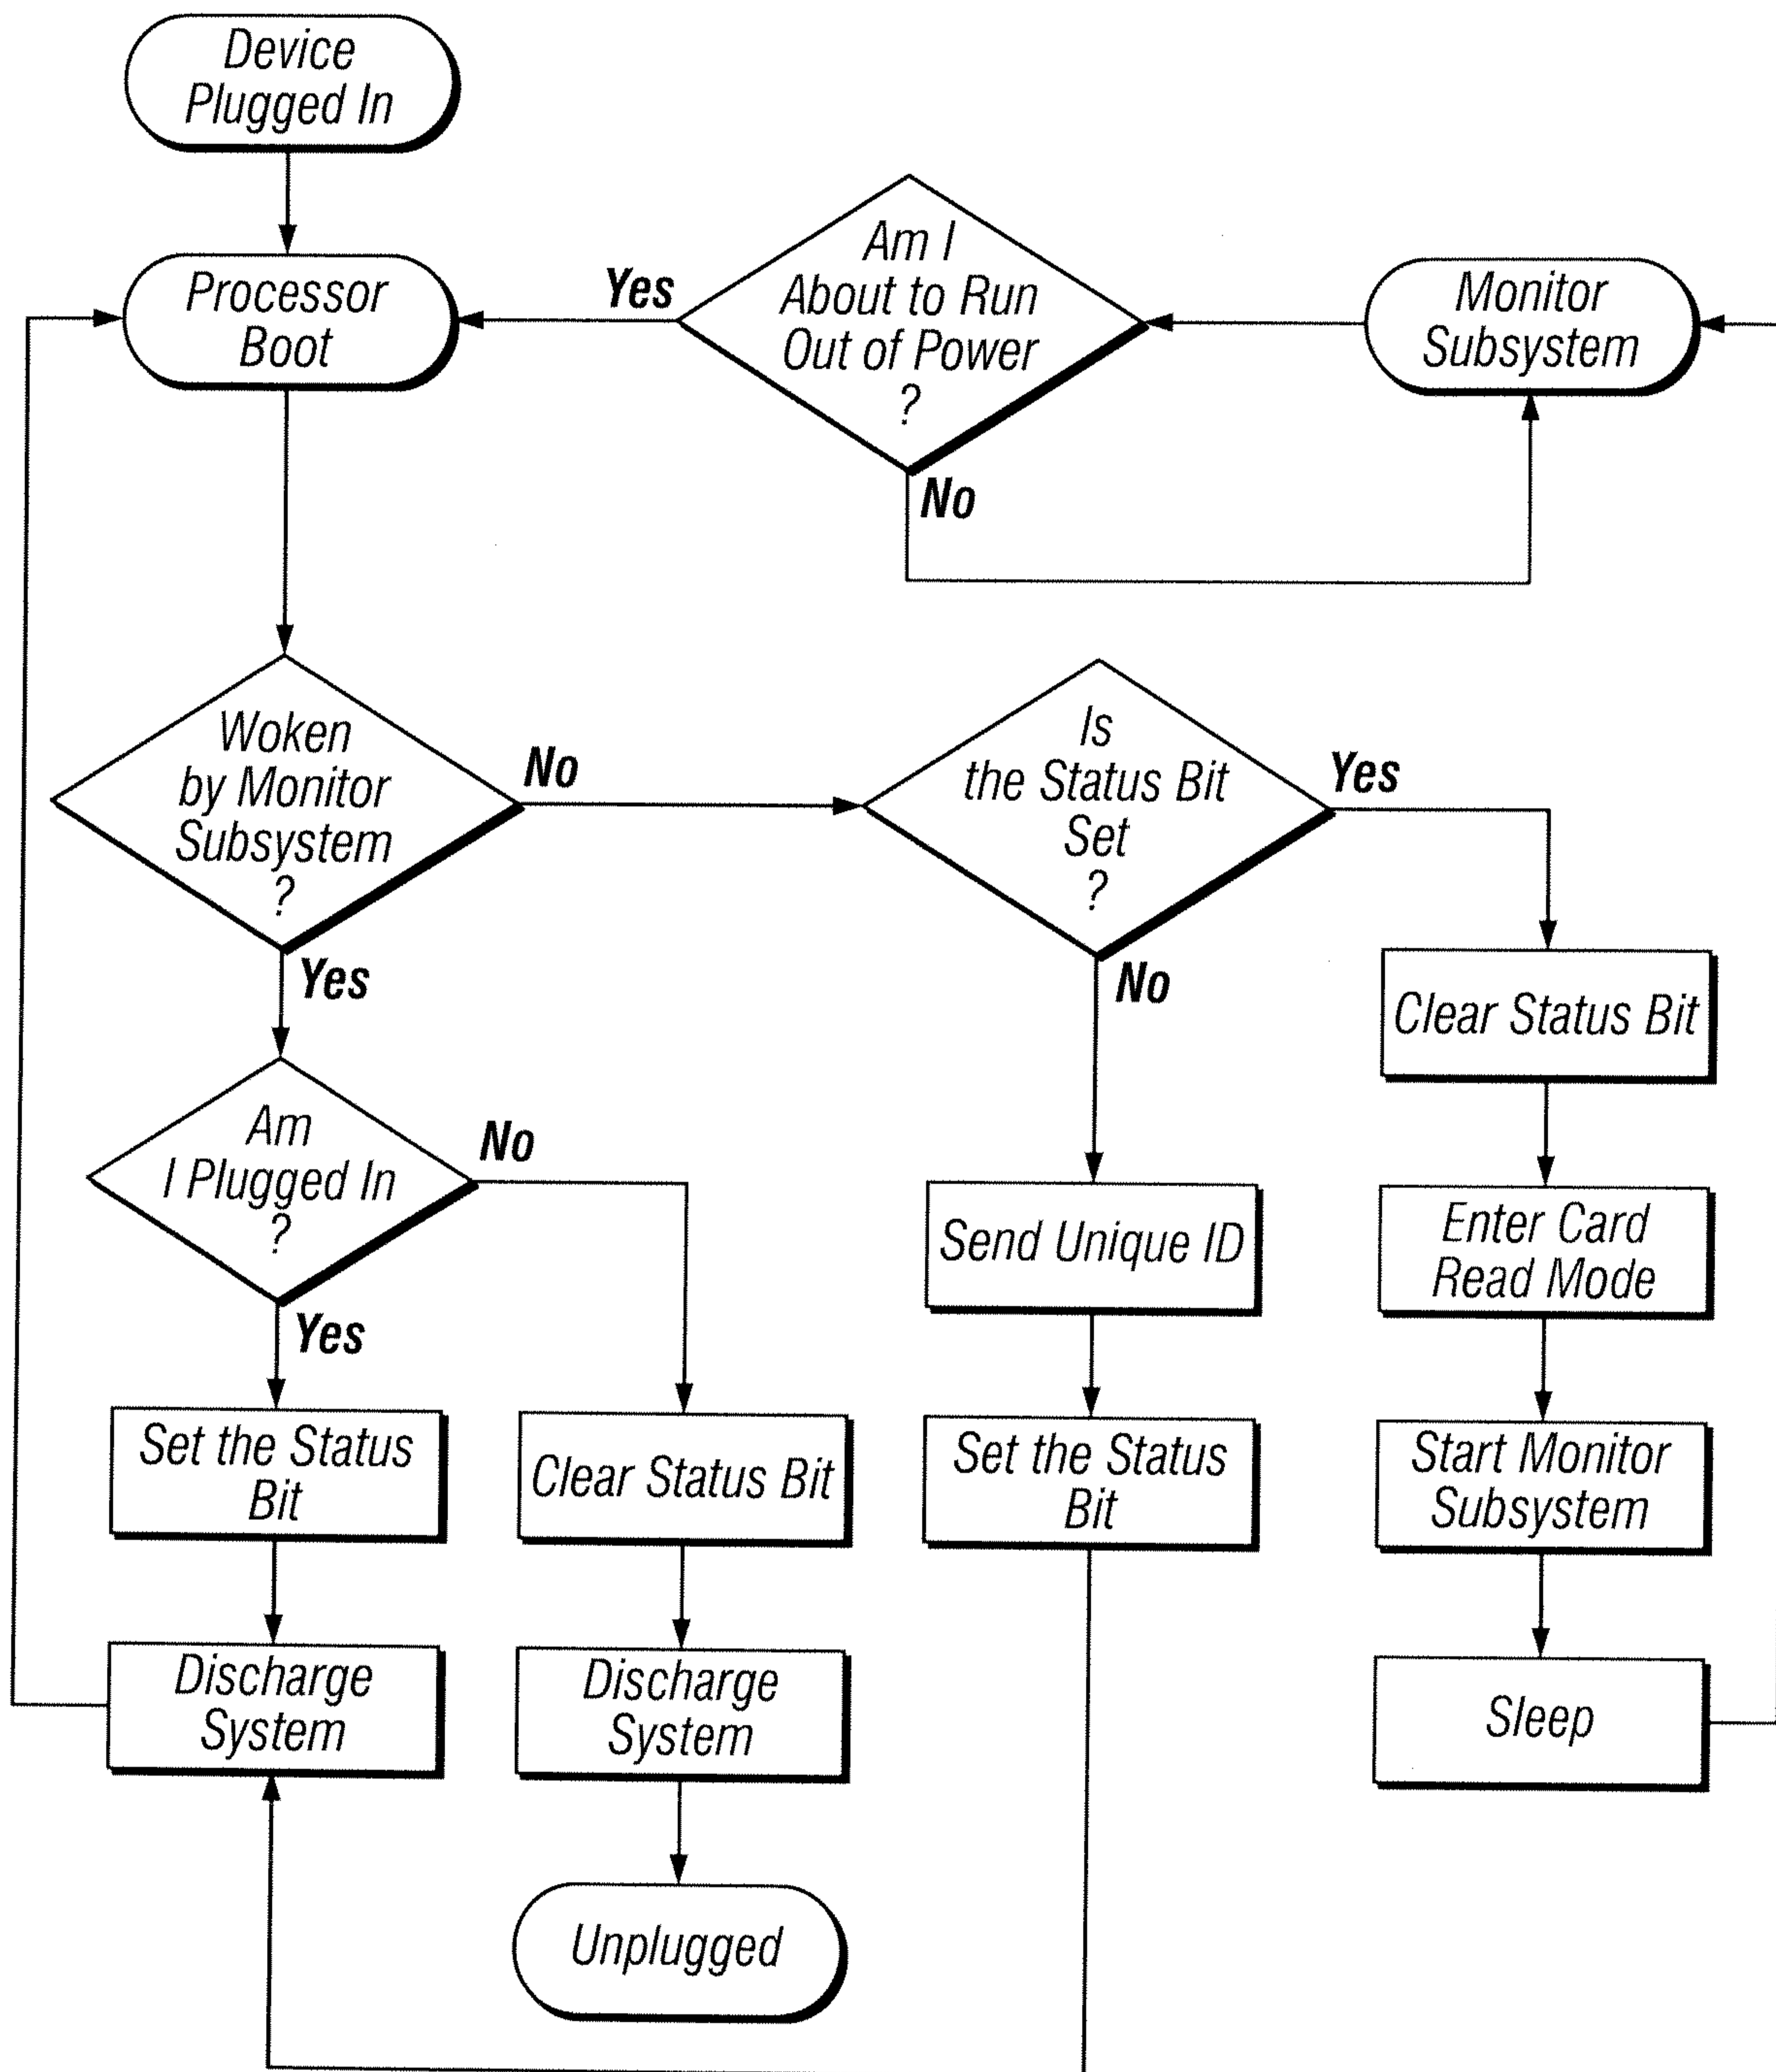 Device
Plugged In
Processor
Boot
Yes
Am I
About to Run
Out of Power
?
No
Monitor
Subsystem
Woken
by Monitor
Subsystem
?
No
Yes
Is
the Status Bit
Set
?
Yes
No
Clear Status Bit
Enter Card
Read Mode
Start Monitor
Subsystem
Sleep
Send Unique ID
Set the Status
Bit
Am
I Plugged In
?
No
Yes
Set the Status
Bit
Discharge
System
Clear Status Bit
Discharge
System
Unplugged